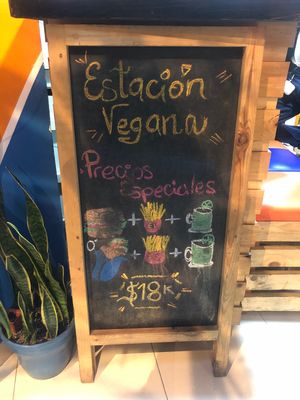 Estación
Vegana
Precios
Especiales
+ +
O + +
$18K